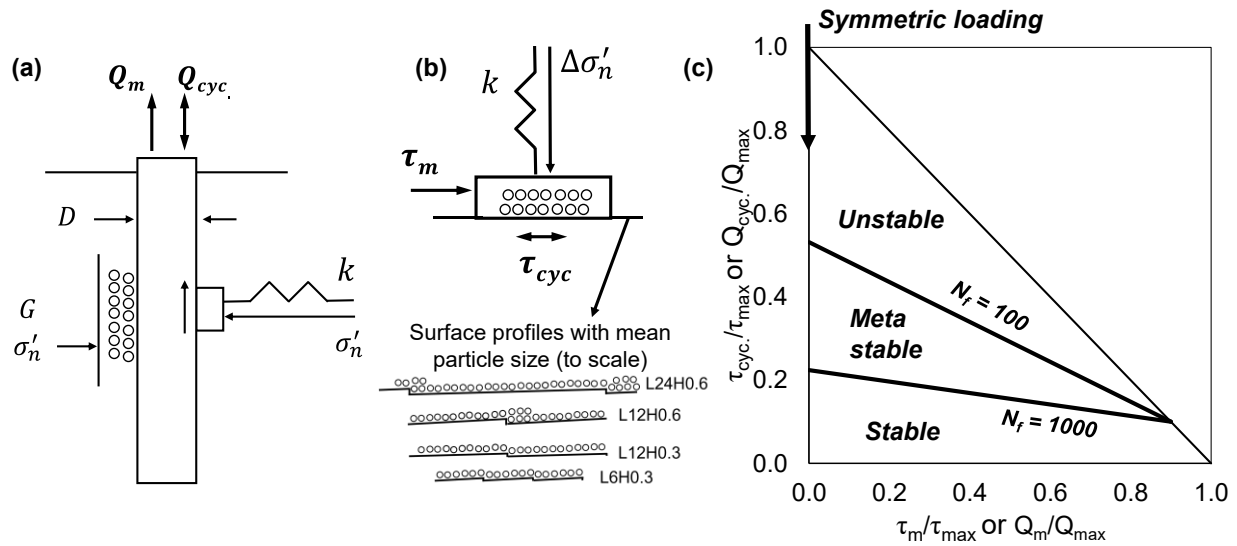 (a)
Q_m
Q_cyc.
D
G
σ′_n
k
σ′_n
(b)
k
Δσ′_n
τ_m
τ_cyc
Surface profiles with mean
particle size (to scale)
L24H0.6
L12H0.6
L12H0.3
L6H0.3
Symmetric loading
(c)
1.0
0.8
0.6
0.4
0.2
0.0
τ_cyc./τ_max or Q_cyc./Q_max
Unstable
N_f = 100
Meta
stable
N_f = 1000
Stable
0.0 0.2 0.4 0.6 0.8 1.0
τ_m/τ_max or Q_m/Q_max